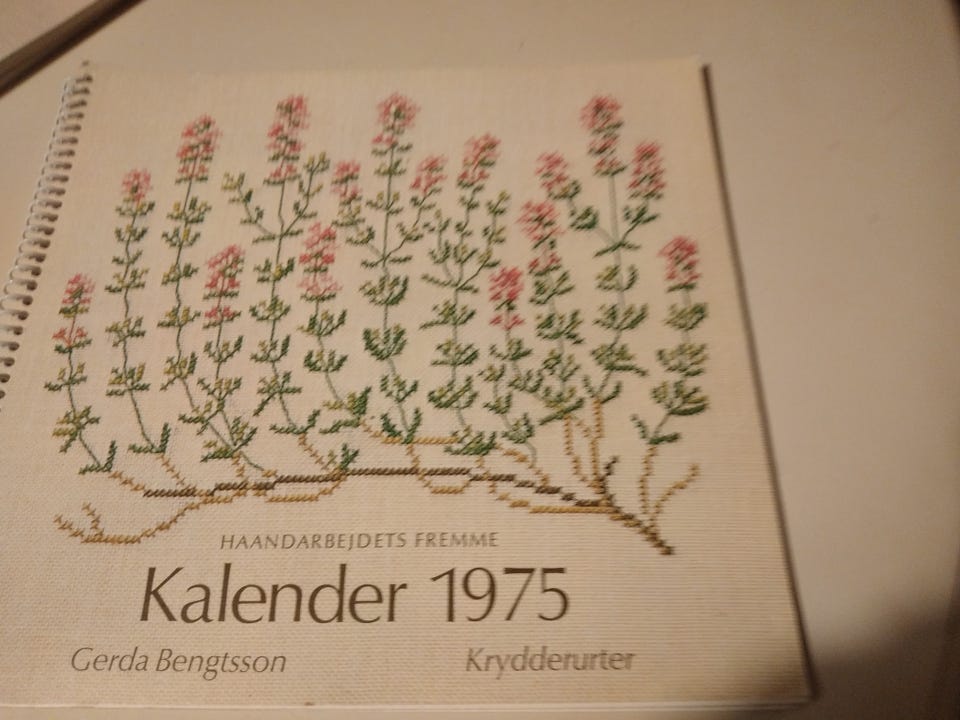 HAANDARBEJDETS FREMME
Kalender 1975
Gerda Bengtsson Krydderurter